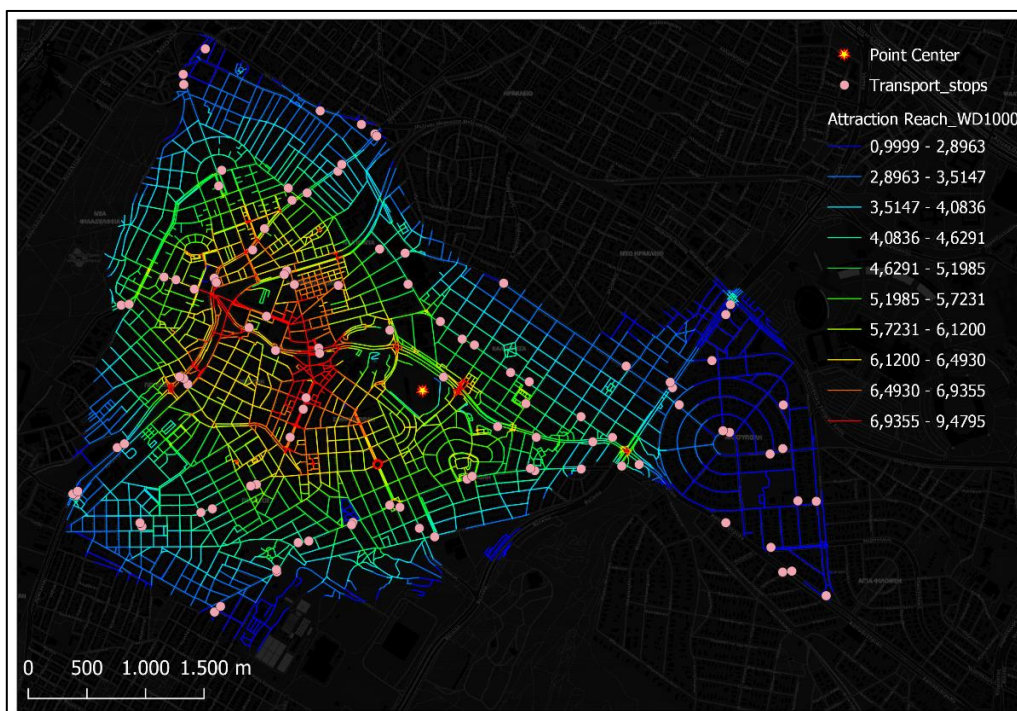 Point Center
Transport_stops
Attraction Reach_WD1000
0,9999 - 2,8963
2,8963 - 3,5147
3,5147 - 4,0836
4,0836 - 4,6291
4,6291 - 5,1985
5,1985 - 5,7231
5,7231 - 6,1200
6,1200 - 6,4930
6,4930 - 6,9355
6,9355 - 9,4795
0 500 1.000 1.500 m